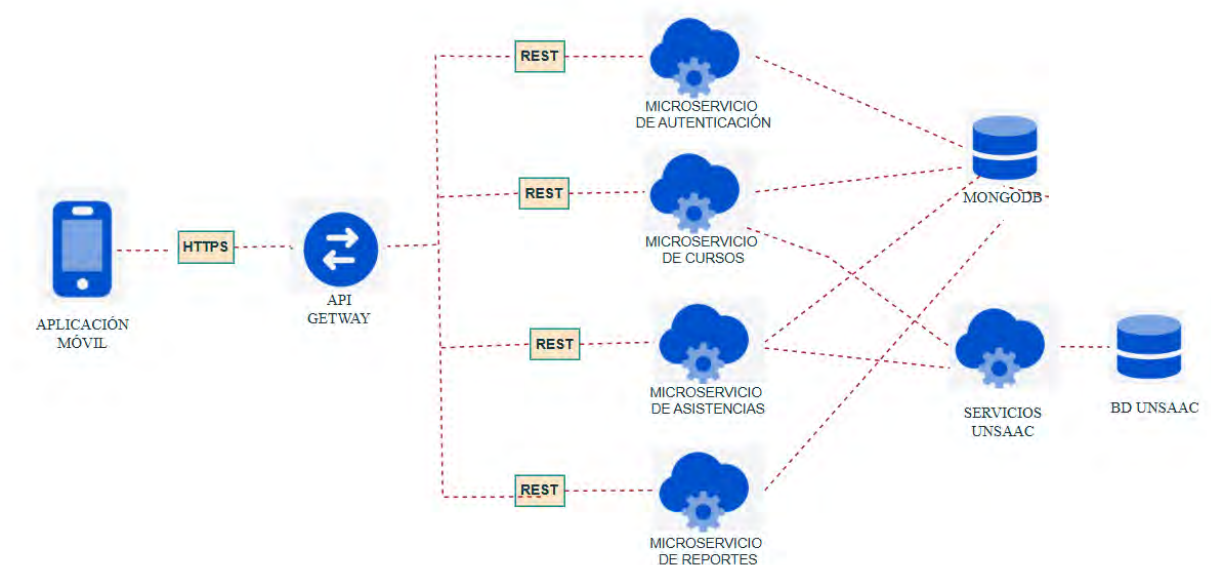 REST
MICROSERVICIO
DE AUTENTICACIÓN
REST
MICROSERVICIO
DE CURSOS
MONGODB
HTTPS
APLICACIÓN
MÓVIL
API
GETWAY
REST
MICROSERVICIO
DE ASISTENCIAS
SERVICIOS
UNSAAC
BD UNSAAC
REST
MICROSERVICIO
DE REPORTES